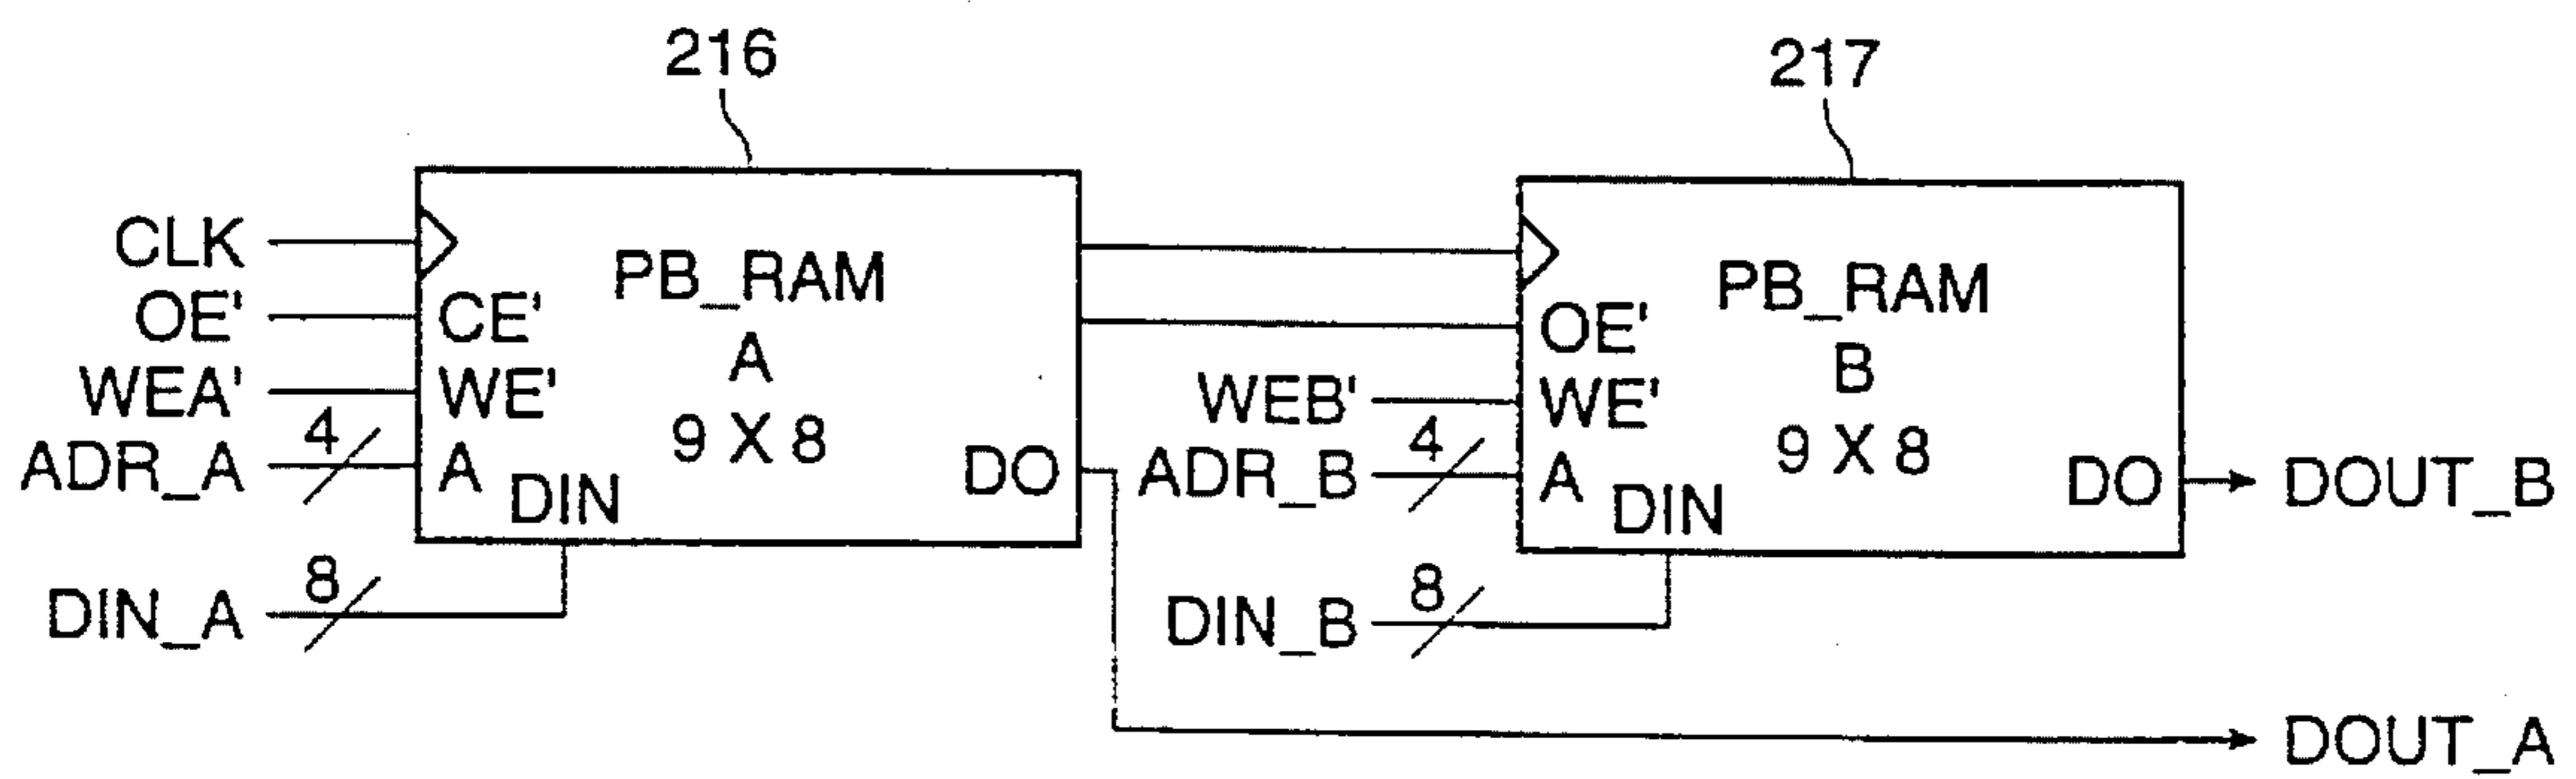 216
217
CLK
OE'
WEA'
ADR_A
4
DIN_A
8
CE'
WE'
A
DIN
PB_RAM
A
9 X 8
DO
WEB'
ADR_B
4
DIN_B
8
OE'
WE'
A
DIN
PB_RAM
B
9 X 8
DO
DOUT_B
DOUT_A